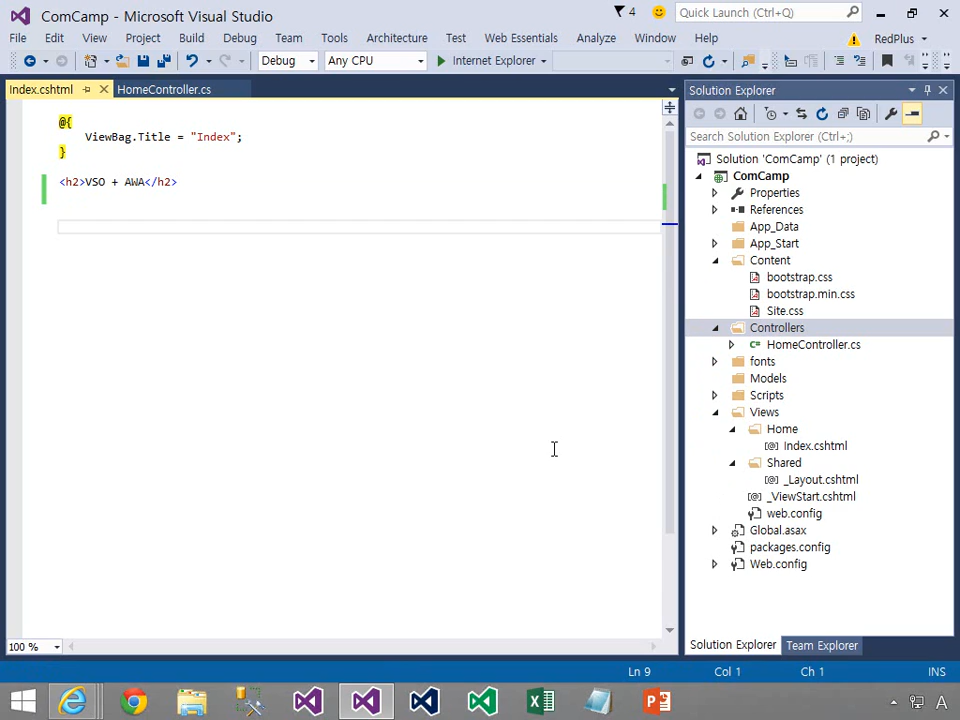 ComCamp - Microsoft Visual Studio
4
Quick Launch (Ctrl+Q)
File Edit View Project Build Debug Team Tools Architecture Test Web Essentials Analyze Window Help RedPlus
Debug Any CPU Internet Explorer
Index.cshtml HomeController.cs
@{
ViewBag.Title = "Index";
}
<h2>VSO + AWA</h2>
100 %
Solution Explorer
Search Solution Explorer (Ctrl+;)
Solution 'ComCamp' (1 project)
ComCamp
Properties
References
App_Data
App_Start
Content
bootstrap.css
bootstrap.min.css
Site.css
Controllers
C# HomeController.cs
fonts
Models
Scripts
Views
Home
[@] Index.cshtml
Shared
[@] _Layout.cshtml
[@] _ViewStart.cshtml
web.config
Global.asax
packages.config
Web.config
Solution Explorer Team Explorer
Ln 9 Col 1 Ch 1 INS
A